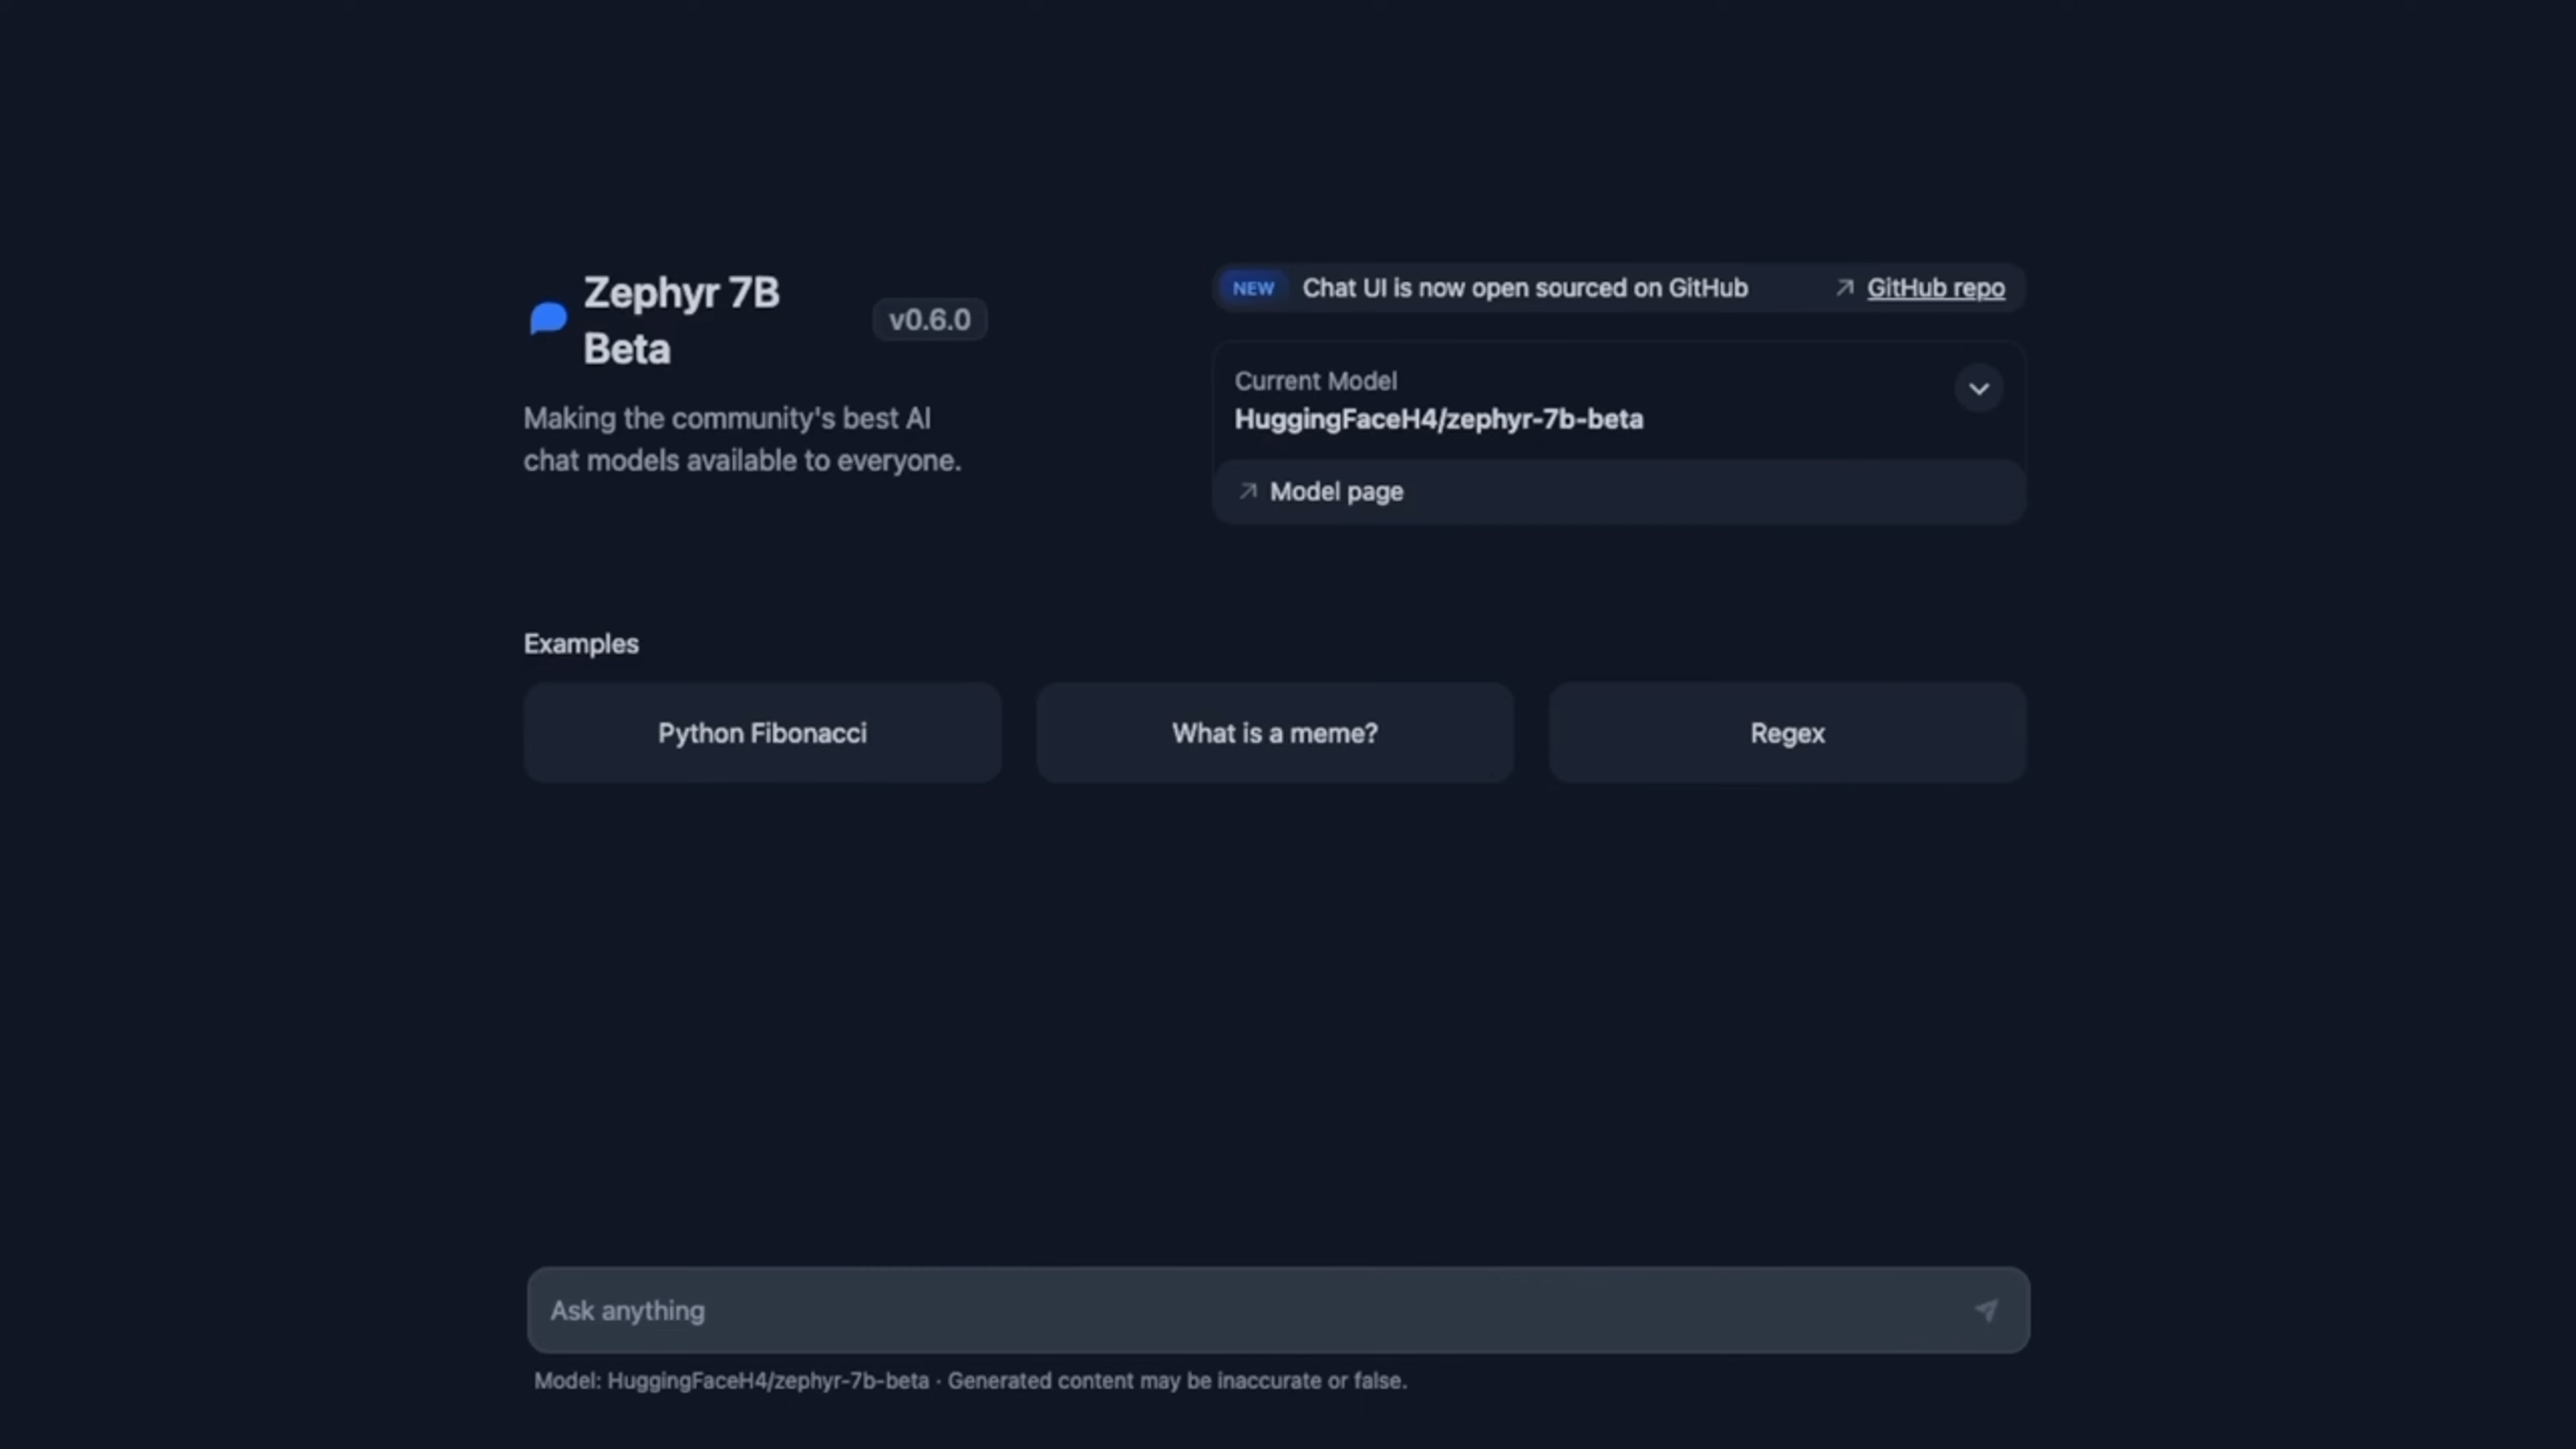 Zephyr 7B
Beta
v0.6.0
Making the community's best AI
chat models available to everyone.
NEW Chat UI is now open sourced on GitHub GitHub repo
Current Model
HuggingFaceH4/zephyr-7b-beta
Model page
Examples
Python Fibonacci
What is a meme?
Regex
Ask anything
Model: HuggingFaceH4/zephyr-7b-beta · Generated content may be inaccurate or false.